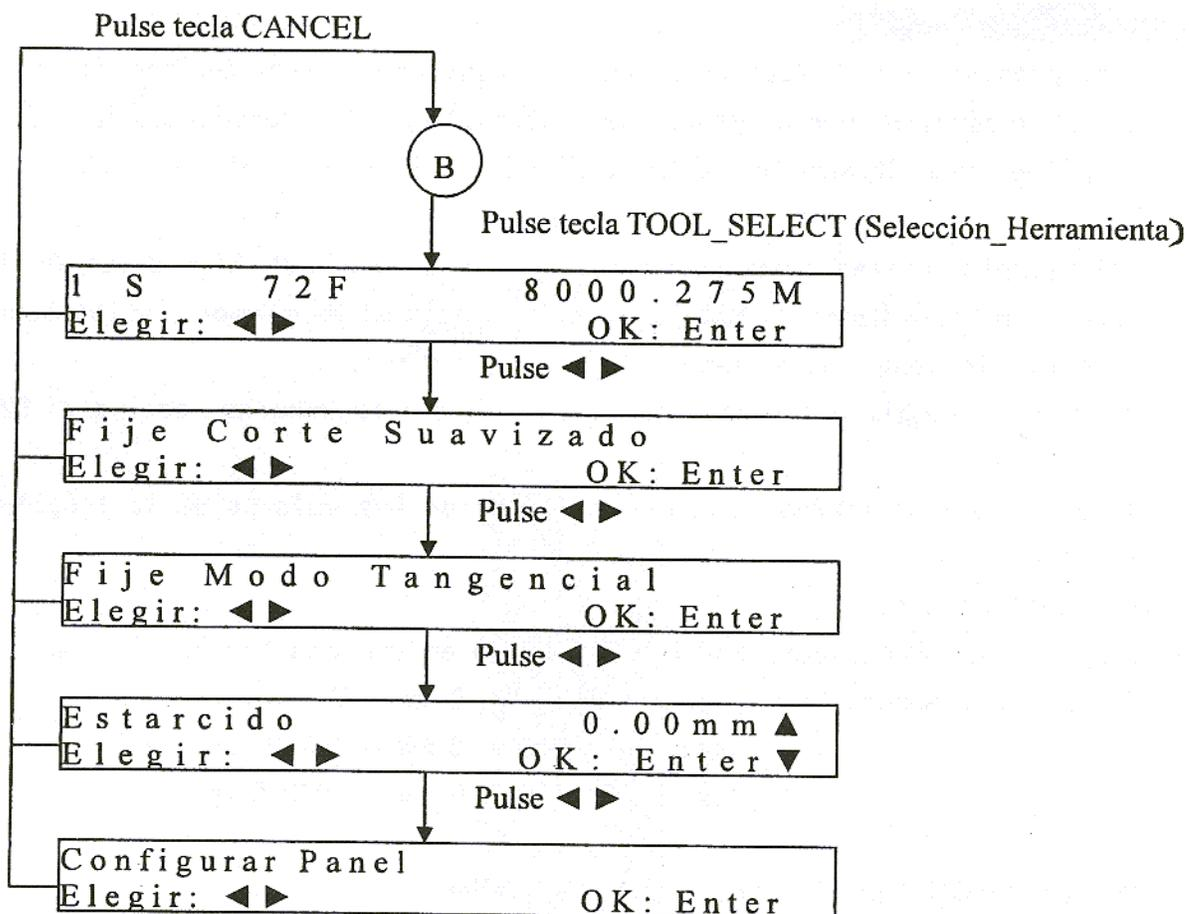 Pulse tecla CANCEL
B
Pulse tecla TOOL_SELECT (Selección_Herramienta)
1 S 72F 8000.275M
Elegir: ◀ ▶ OK: Enter
Pulse ◀ ▶
Fije Corte Suavizado
Elegir: ◀ ▶ OK: Enter
Pulse ◀ ▶
Fije Modo Tangencial
Elegir: ◀ ▶ OK: Enter
Pulse ◀ ▶
Estarcido 0.00mm ▲
Elegir: ◀ ▶ OK: Enter ▼
Pulse ◀ ▶
Configurar Panel
Elegir: ◀ ▶ OK: Enter